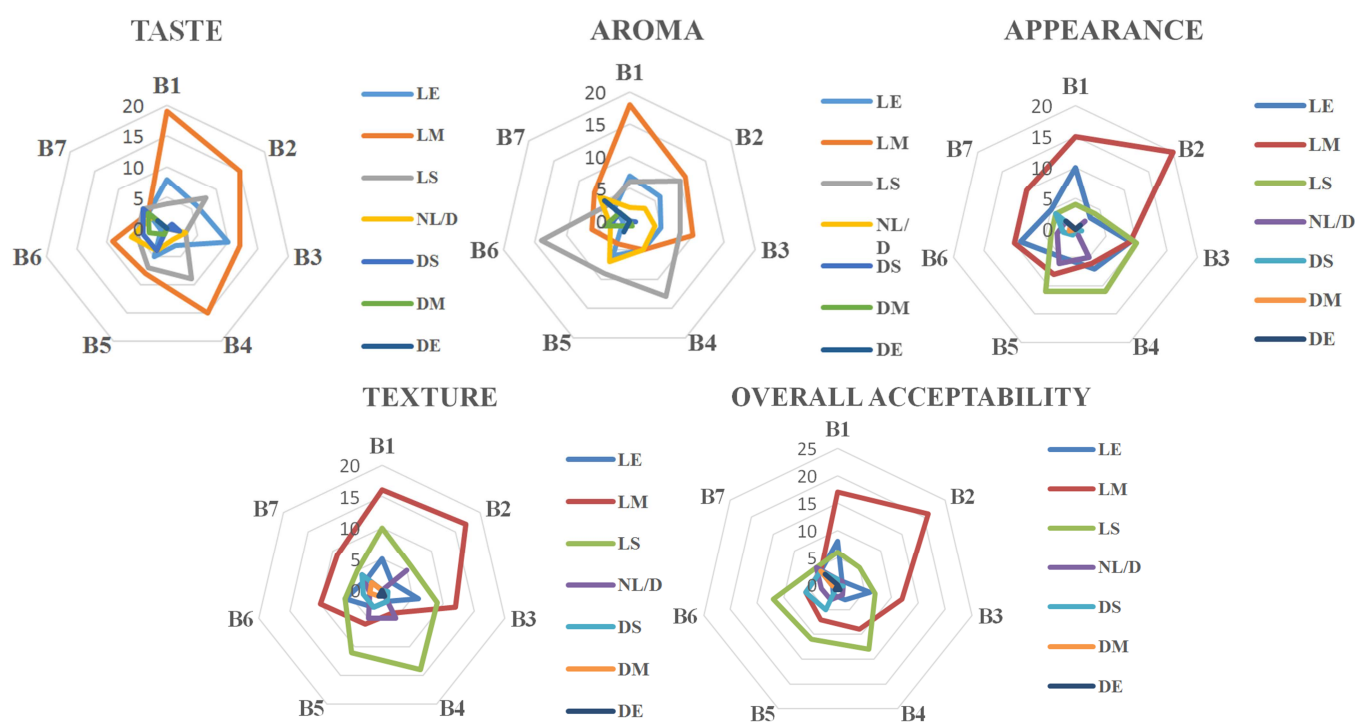 TASTE
B1
B2
B3
B4
B5
B6
B7
20
15
10
5
0
LE
LM
LS
NL/D
DS
DM
DE
AROMA
B1
B2
B3
B4
B5
B6
B7
20
15
10
5
0
LE
LM
LS
NL/
D
DS
DM
DE
APPEARANCE
B1
B2
B3
B4
B5
B6
B7
20
15
10
5
0
LE
LM
LS
NL/D
DS
DM
DE
TEXTURE
B1
B2
B3
B4
B5
B6
B7
20
15
10
5
0
LE
LM
LS
NL/D
DS
DM
DE
OVERALL ACCEPTABILITY
B1
B2
B3
B4
B5
B6
B7
25
20
15
10
5
0
LE
LM
LS
NL/D
DS
DM
DE